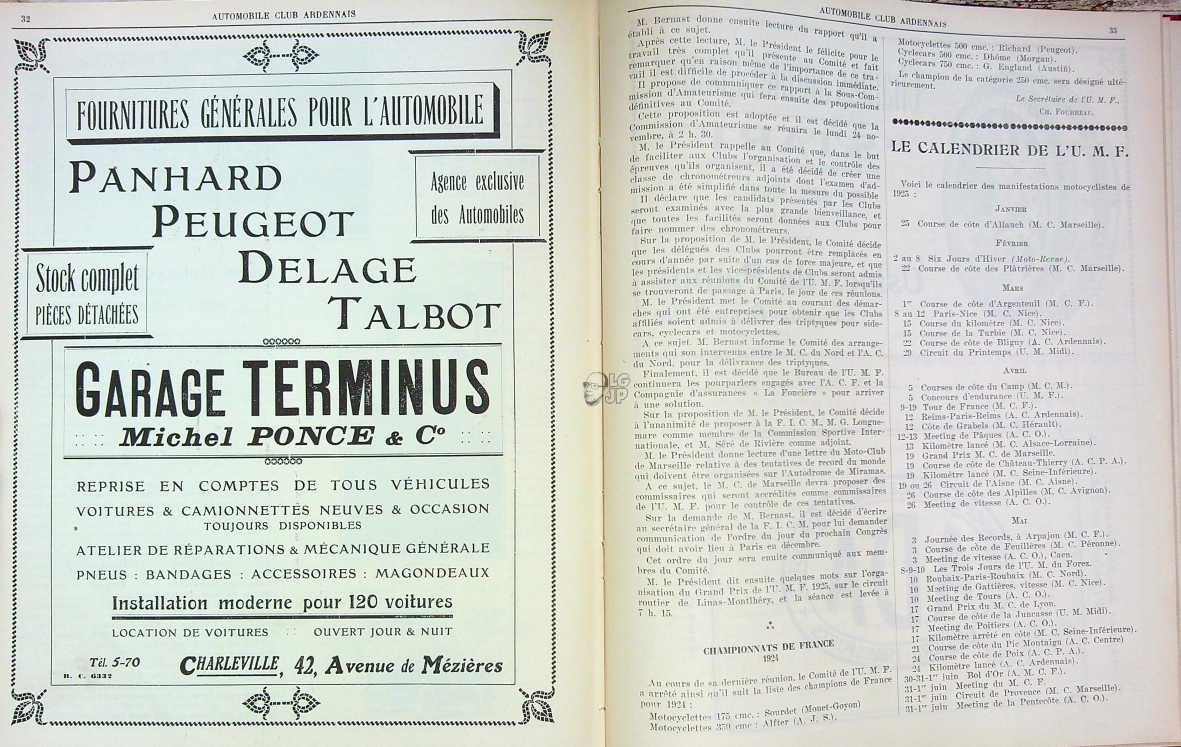 32
AUTOMOBILE CLUB ARDENNAIS
FOURNITURES GÉNÉRALES POUR L'AUTOMOBILE
PANHARD
Agence exclusive
des Automobiles
PEUGEOT
DELAGE
Stock complet
PIÈCES DÉTACHÉES
TALBOT
GARAGE TERMINUS
:: :: Michel PONCE & Cº :: ::
REPRISE EN COMPTES DE TOUS VÉHICULES
VOITURES & CAMIONNETTES NEUVES & OCCASION
TOUJOURS DISPONIBLES
ATELIER DE RÉPARATIONS & MÉCANIQUE GÉNÉRALE
PNEUS : BANDAGES : ACCESSOIRES : MAGONDEAUX
Installation moderne pour 120 voitures
LOCATION DE VOITURES :: OUVERT JOUR & NUIT
Tél. 5-70
R. C. 6332
CHARLEVILLE, 42, Avenue de Mézières
AUTOMOBILE CLUB ARDENNAIS
33
M. Bernast donne ensuite lecture du rapport qu'il a
établi à ce sujet.
Après cette lecture, M. le Président le félicite pour le
travail très complet qu'il présente au Comité et fait
remarquer qu'en raison même de l'importance de ce tra-
vail il est difficile de procéder à la discussion immédiate.
Il propose de communiquer ce rapport à la Sous-Com-
mission d'Amateurisme qui fera ensuite des propositions
définitives au Comité.
Cette proposition est adoptée et il est décidé que la
Commission d'Amateurisme se réunira le lundi 24 no-
vembre, à 2 h. 30.
M. le Président rappelle au Comité que, dans le but
de faciliter aux Clubs l'organisation et le contrôle des
épreuves qu'ils organisent, il a été décidé de créer une
classe de chronométreurs adjoints dont l'examen d'ad-
mission a été simplifié dans toute la mesure du possible
Il déclare que les candidats présentés par les Clubs
seront examinés avec la plus grande bienveillance, et
que toutes les facilités seront données aux Clubs pour
faire nommer des chronométreurs.
Sur la proposition de M. le Président, le Comité décide
que les délégués des Clubs pourront être remplacés en
cours d'année par suite d'un cas de force majeure, et que
les présidents et les vice-présidents de Clubs seront admis
à assister aux réunions du Comité de l'U. M. F. lorsqu'ils
se trouveront de passage à Paris, le jour de ces réunions.
M. le Président met le Comité au courant des démar-
ches qui ont été entreprises pour obtenir que les Clubs
affiliés soient admis à délivrer des triptyques pour side-
cars, cyclecars et motocyclettes.
A ce sujet, M. Bernast informe le Comité des arrange-
ments qui son intervenus entre le M. C. du Nord et l'A. C.
du Nord, pour la délivrance des triptyques.
Finalement, il est décidé que le Bureau de l'U. M. F.
continuera les pourparlers engagés avec l'A. C. F. et la
Compagnie d'assurances « La Foncière » pour arriver
à une solution.
Sur la proposition de M. le Président, le Comité décide
à l'unanimité de proposer à la F. I. C. M., M. G. Longue-
mare comme membre de la Commission Sportive Inter-
nationale, et M. Séré de Rivière comme adjoint.
M. le Président donne lecture d'une lettre du Moto-Club
de Marseille relative à des tentatives de record du monde
qui doivent être organisées sur l'Autodrome de Miramas.
A ce sujet, le M. C. de Marseille devra proposer des
commissaires qui seront accrédités comme commissaires
de l'U. M. F. pour le contrôle de ces tentatives.
Sur la demande de M. Bernast, il est décidé d'écrire
au secrétaire général de la F. I. C. M. pour lui demander
communication de l'ordre du jour du prochain Congrès
qui doit avoir lieu à Paris en décembre.
Cet ordre du jour sera ensuite communiqué aux mem-
bres du Comité.
M. le Président dit ensuite quelques mots sur l'orga-
nisation du Grand Prix de l'U. M. F. 1925, sur le circuit
routier de Linas-Montlhéry, et la séance est levée à
7 h. 15.
CHAMPIONNATS DE FRANCE
1924
Au cours de sa dernière réunion, le Comité de l'U. M. F.
a arrêté ainsi qu'il suit la liste des champions de France
pour 1924 :
Motocyclettes 175 cmc. : Sourdet (Monet-Goyon)
Motocyclettes 350 cmc. : Alfter (A. J. S.).
Motocyclettes 500 cmc. : Richard (Peugeot).
Cyclecars 500 cmc. : Dhôme (Morgan).
Cyclecars 750 cmc. : G. England (Austin).
Le champion de la catégorie 250 cmc. sera désigné ulté-
rieurement.
Le Secrétaire de l'U. M. F.,
CH. FOURREAU.
LE CALENDRIER DE L'U. M. F.
Voici le calendrier des manifestations motocyclistes de
1925 :
JANVIER
25 Course de côte d'Allauch (M. C. Marseille).
FÉVRIER
2 au 8 Six Jours d'Hiver (Moto-Revue).
22 Course de côte des Plâtrières (M. C. Marseille).
MARS
1er Course de côte d'Argenteuil (M. C. F.).
8 au 12 Paris-Nice (M. C. Nice).
15 Course du kilomètre (M. C. Nice).
15 Course de la Turbie (M. C. Nice).
22 Course de côte de Bligny (A. C. Ardennais).
29 Circuit du Printemps (U. M. Midi).
AVRIL
5 Courses de côte du Camp (M. C. M.).
5 Concours d'endurance (U. M. F.).
9-19 Tour de France (M. C. F.).
12 Reims-Paris-Reims (A. C. Ardennais).
12 Côte de Grabels (M. C. Hérault).
12-13 Meeting de Pâques (A. C. O.).
13 Kilomètre lancé (M. C. Alsace-Lorraine).
19 Grand Prix M. C. de Marseille.
19 Course de côte de Château-Thierry (A. C. P. A.).
19 Kilomètre lancé (M. C. Seine-Inférieure).
19 ou 26 Circuit de l'Aisne (M. C. Aisne).
26 Course de côte des Alpilles (M. C. Avignon).
26 Meeting de vitesse (A. C. O.).
MAI
3 Journée des Records, à Arpajon (M. C. F.).
3 Course de côte de Feuillères (M. C. Péronne).
3 Meeting de vitesse (A. C. O.), Caen.
8-9-10 Les Trois Jours de l'U. M. du Forez.
10 Roubaix-Paris-Roubaix (M. C. Nord).
10 Meeting de Gattières, vitesse (M. C. Nice).
10 Meeting de Tours (A. C. O.).
17 Grand Prix du M. C. de Lyon.
17 Course de côte de la Juncasse (U. M. Midi).
17 Meeting de Poitiers (A. C. O.).
17 Kilomètre arrêté en côte (M. C. Seine-Inférieure).
21 Course de côte du Pic Montaigu (A. C. Centre)
24 Course de côte de Poix (A. C. P. A.).
24 Kilomètre lancé (A. C. Ardennais).
30-31-1er juin Bol d'Or (A. M. C. F.).
31-1er juin Meeting du M. C. F.
31-1er juin Circuit de Provence (M. C. Marseille).
31-1er juin Meeting de la Pentecôte (A. C. O.).
LG
JP